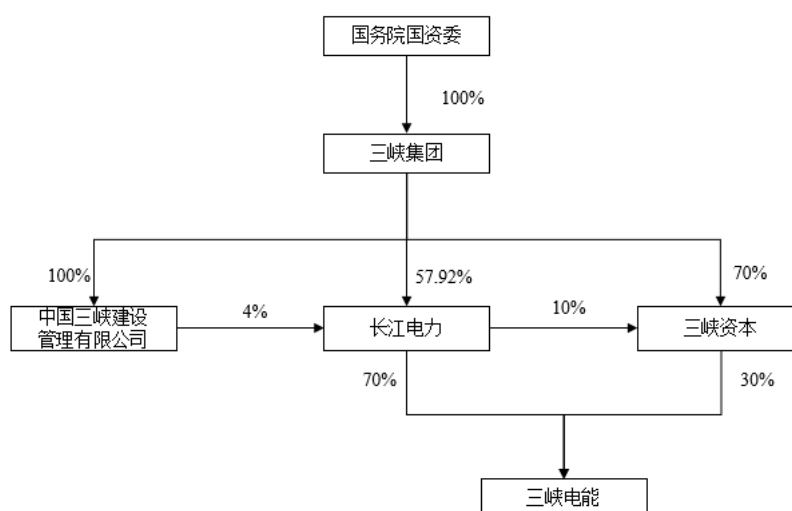 国务院国资委
100%
三峡集团
100%
57.92%
70%
中国三峡建设
管理有限公司
4%
长江电力
10%
三峡资本
70%
30%
三峡电能